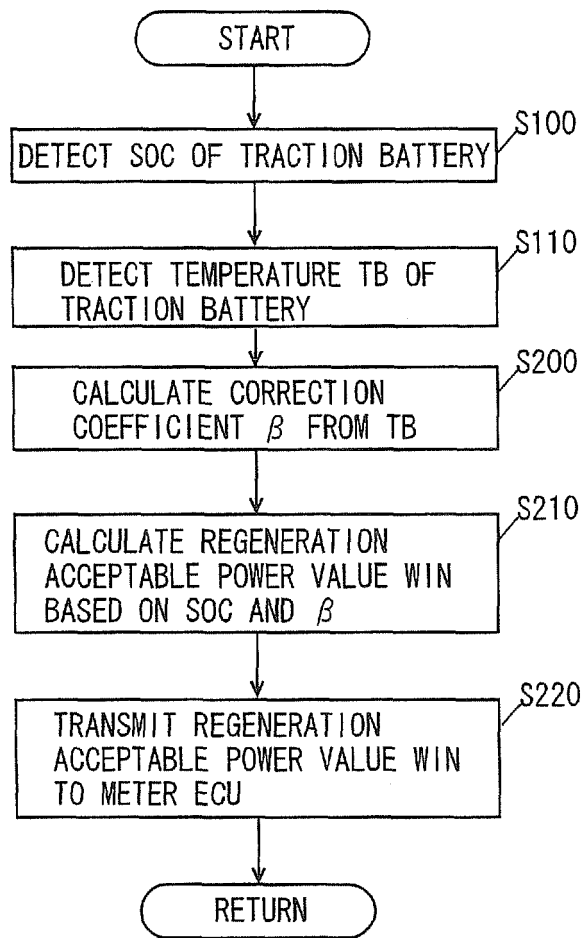 START
S100
DETECT SOC OF TRACTION BATTERY
S110
DETECT TEMPERATURE TB OF
TRACTION BATTERY
S200
CALCULATE CORRECTION
COEFFICIENT β FROM TB
S210
CALCULATE REGENERATION
ACCEPTABLE POWER VALUE WIN
BASED ON SOC AND β
S220
TRANSMIT REGENERATION
ACCEPTABLE POWER VALUE WIN
TO METER ECU
RETURN